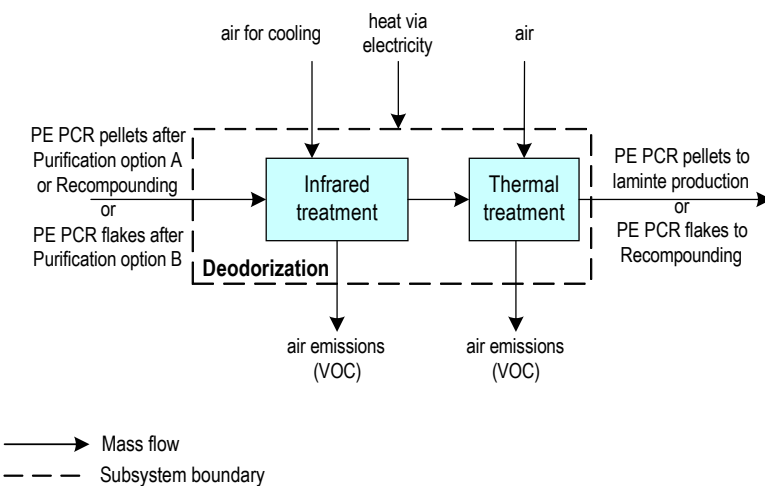 air for cooling
heat via
electricity
air
PE PCR pellets after
Purification option A
or Recompounding
or
PE PCR flakes after
Purification option B
Infrared
treatment
Thermal
treatment
PE PCR pellets to
laminte production
or
PE PCR flakes to
Recompounding
Deodorization
air emissions
(VOC)
air emissions
(VOC)
Mass flow
Subsystem boundary